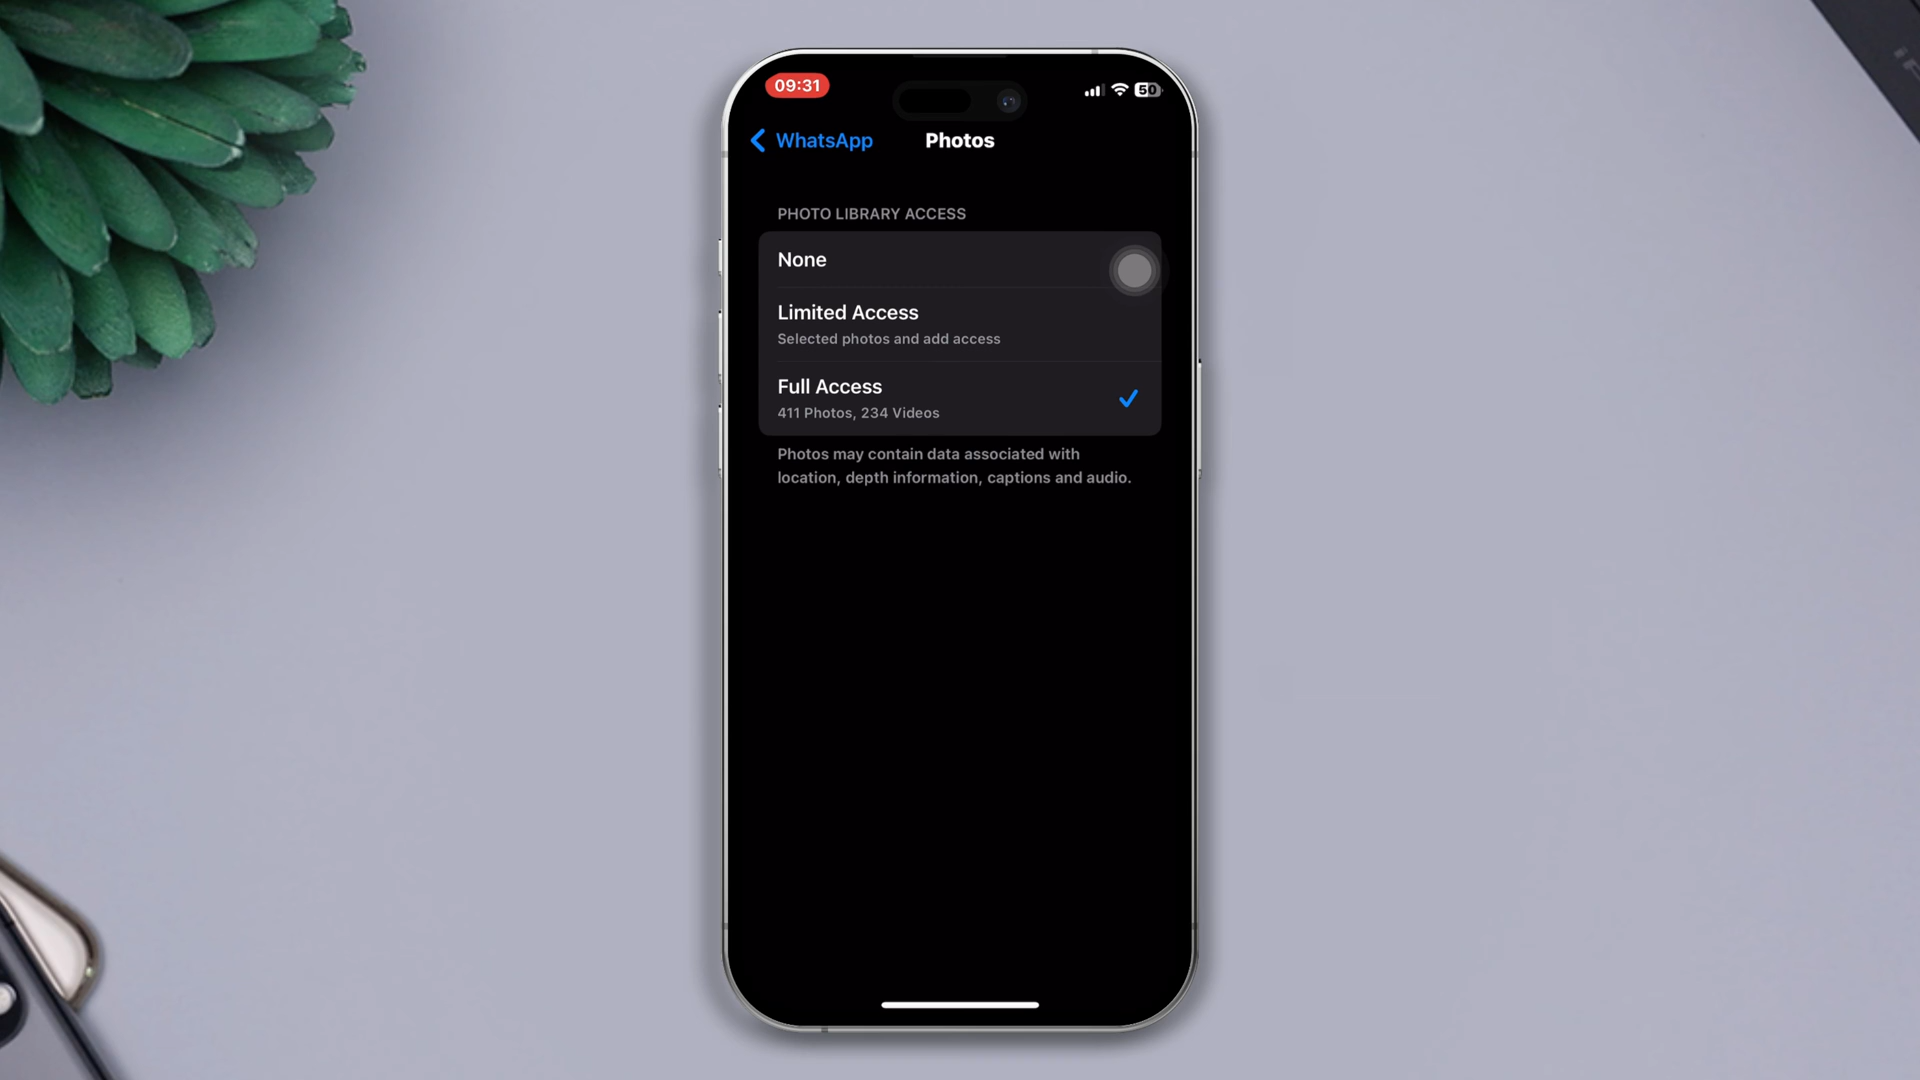 09:31
50
WhatsApp
Photos
PHOTO LIBRARY ACCESS
None
Limited Access
Selected photos and add access
Full Access
411 Photos, 234 Videos
Photos may contain data associated with
location, depth information, captions and audio.